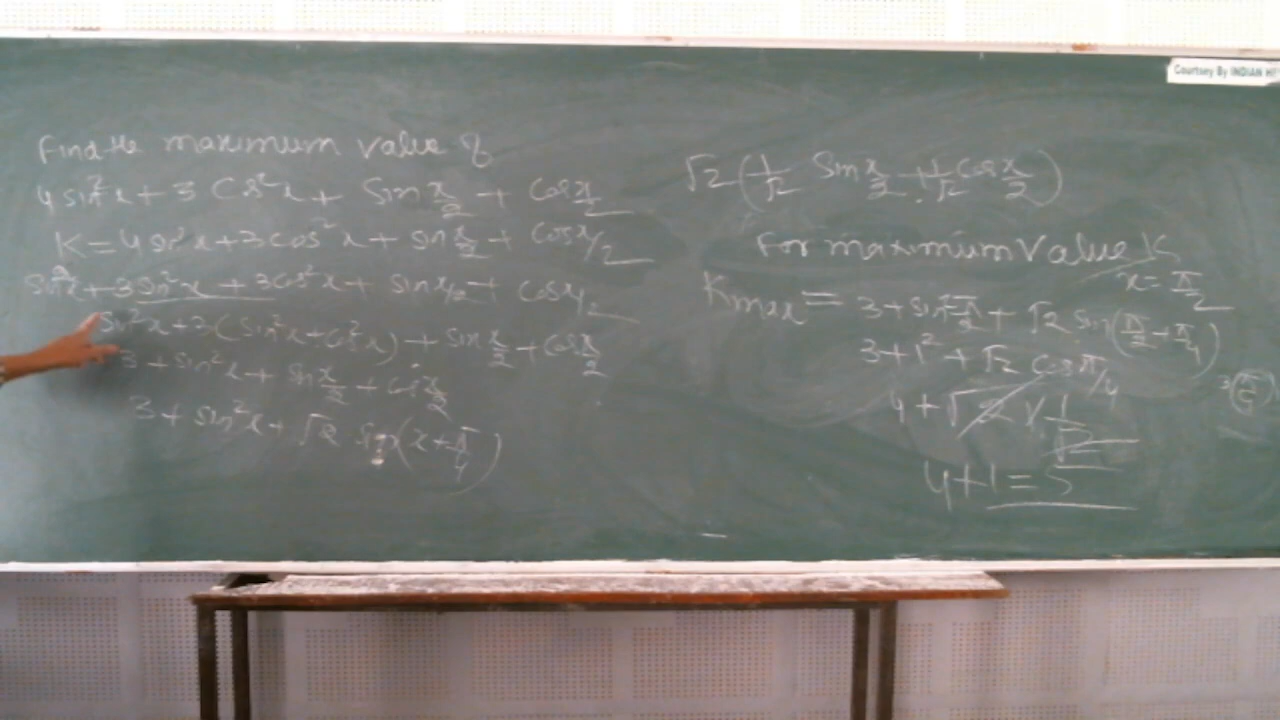 Courtsey By INDIAN
Find the maximum value of
4 sin²x + 3 Cos²x + Sin x/2 + Cos x/2
K = 4 sin²x + 3 cos²x + sin x/2 + Cos x/2
sin²x + 3 sin²x + 3 cos²x + sin x/2 + cos x/2
sin²x + 3 (sin²x + cos²x) + sin x/2 + cos x/2
3 + sin²x + sin x/2 + cos x/2
3 + sin²x + √2 sin (x + π/4)
√2 (1/√2 Sin x/2 + 1/√2 cos x/2)
For maximum Value K
x = π/2
Kmax = 3 + sin² π/2 + √2 sin (π/2 + π/4)
3 + 1² + √2 cos π/4
4 + √2 × 1/√2
4 + 1 = 5